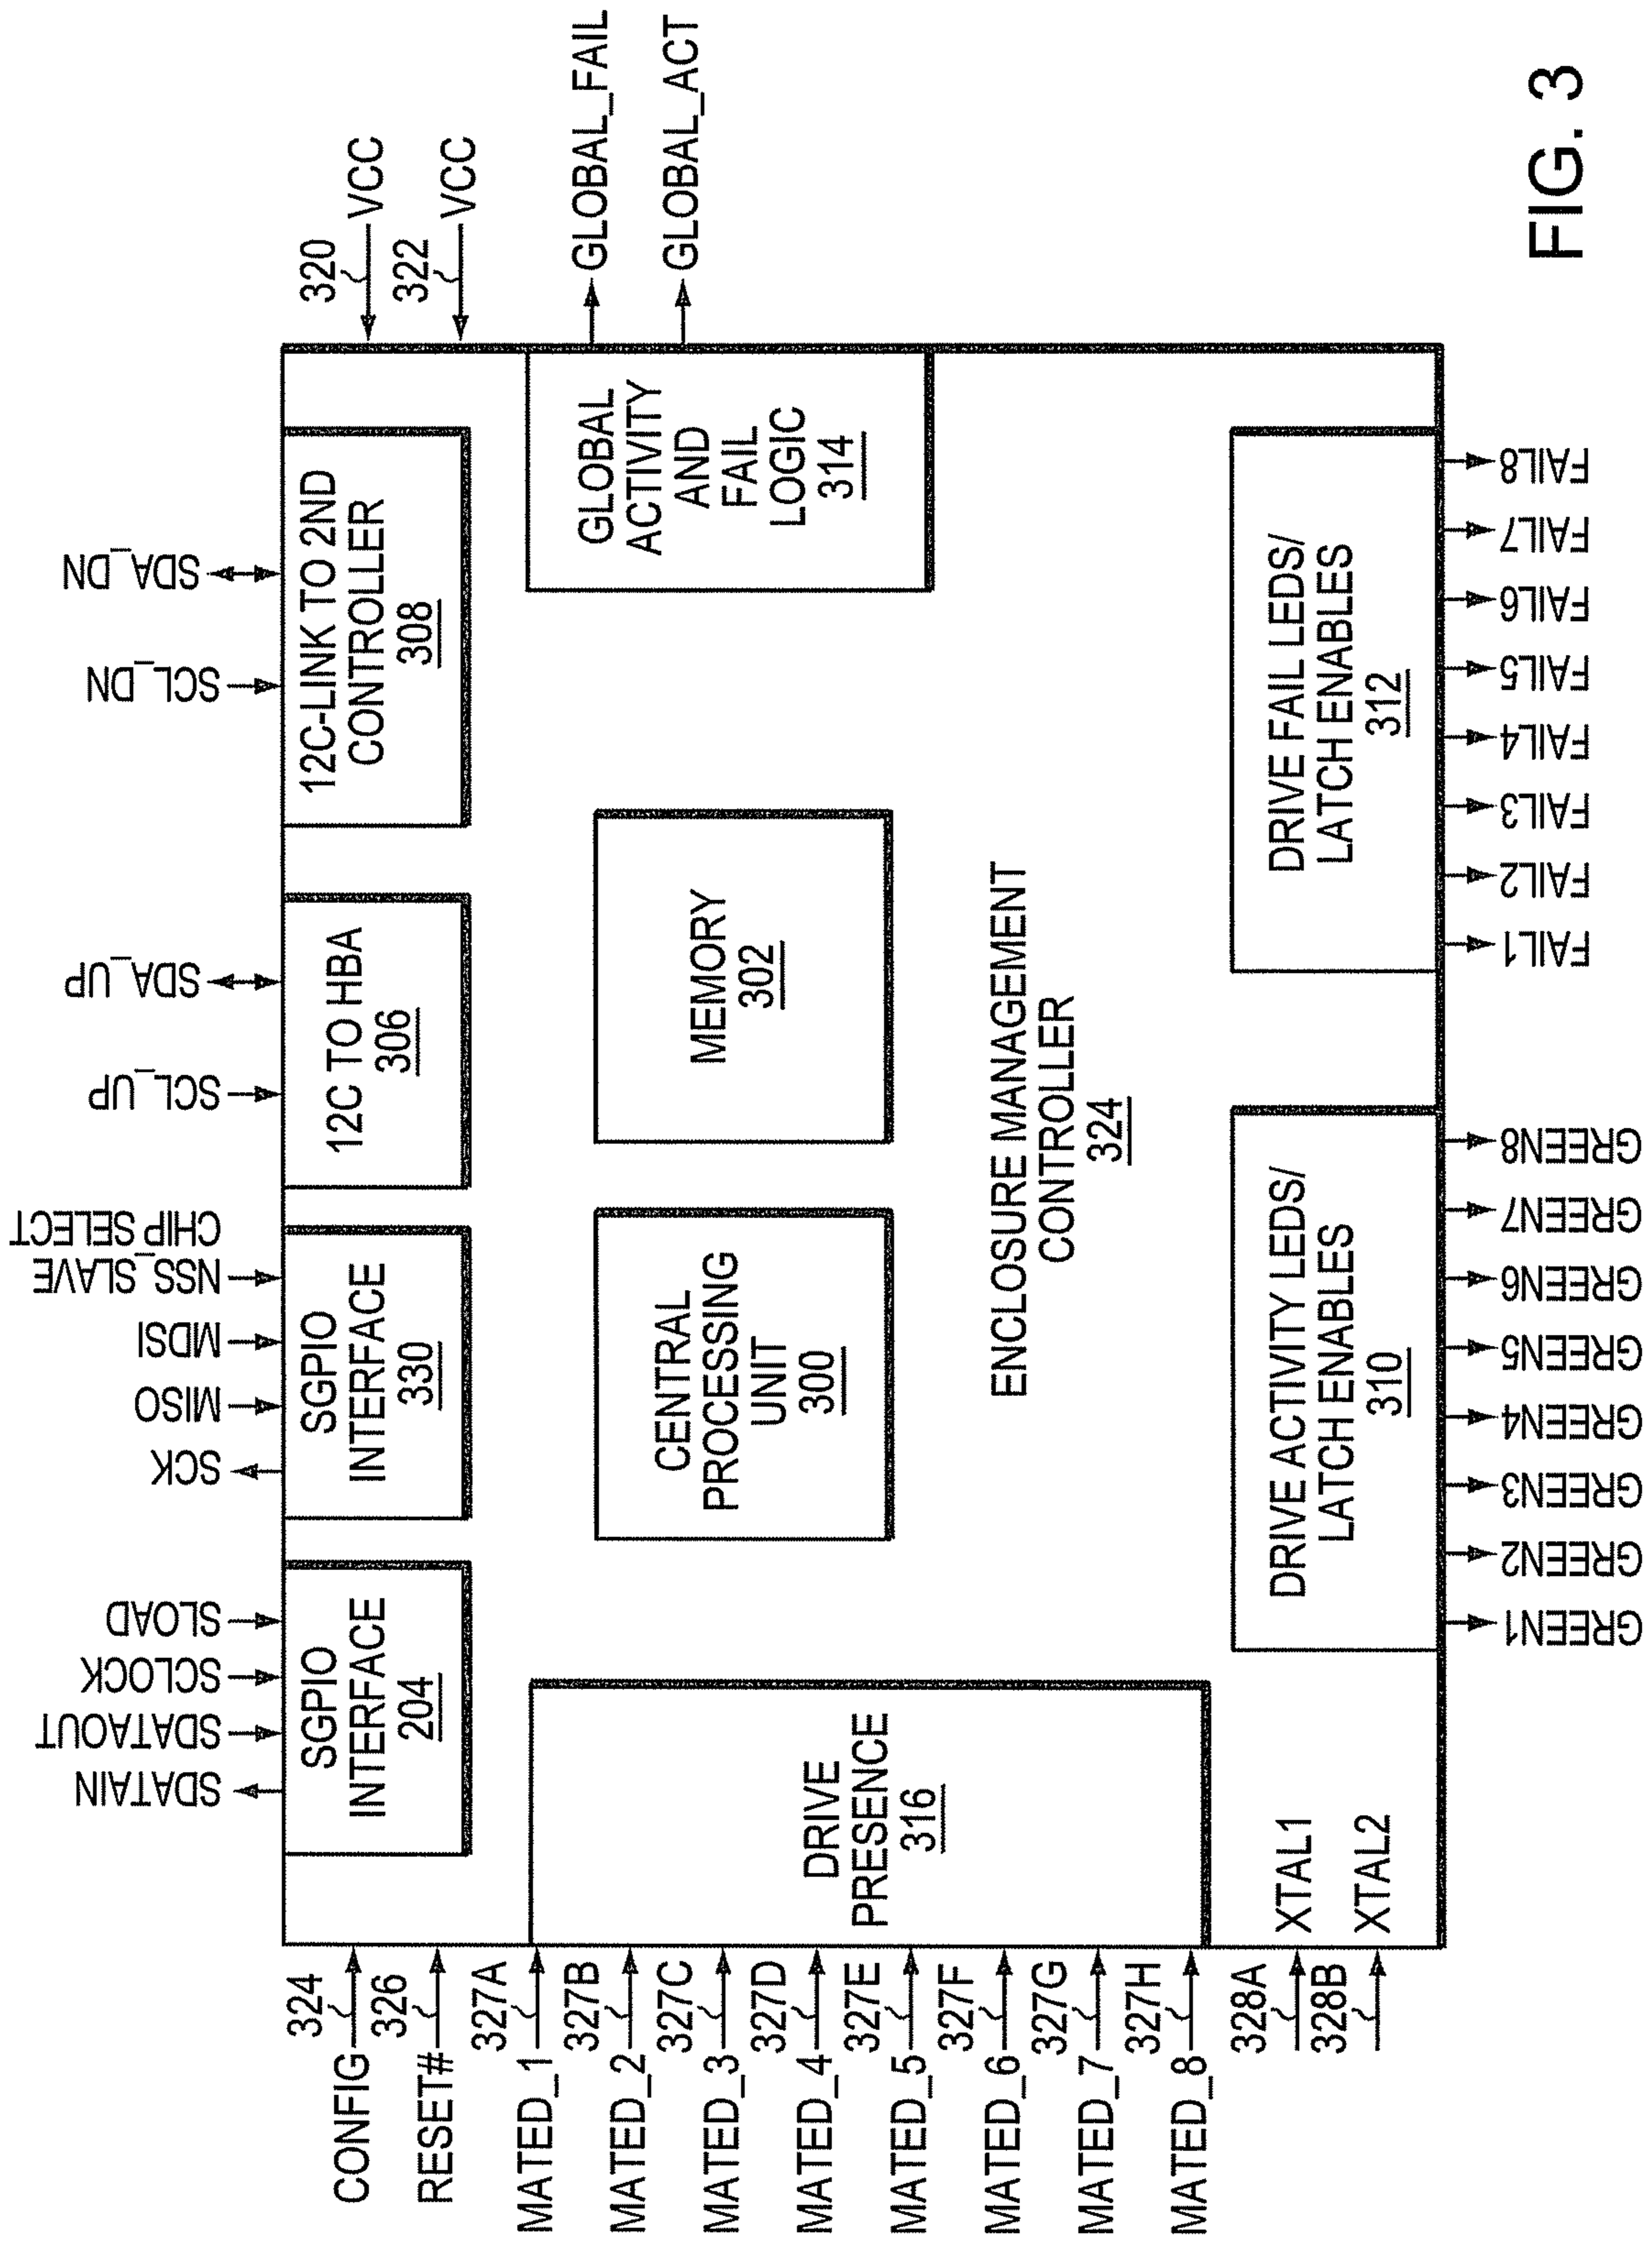 SDATAIN
SDATAOUT
SCLOCK
SLOAD
SCK
MISO
MDSI
NSS_SLAVE
CHIP SELECT
SCL_UP
SDA_UP
SCL_DN
SDA_DN
SGPIO
INTERFACE
204
SGPIO
INTERFACE
330
12C TO HBA
306
12C-LINK TO 2ND
CONTROLLER
308
324
CONFIG
326
RESET#
327A
MATED_1
327B
MATED_2
327C
MATED_3
327D
MATED_4
327E
MATED_5
327F
MATED_6
327G
MATED_7
327H
MATED_8
328A
328B
XTAL1
XTAL2
DRIVE
PRESENCE
316
CENTRAL
PROCESSING
UNIT
300
MEMORY
302
GLOBAL
ACTIVITY
AND
FAIL
LOGIC
314
320
VCC
322
VCC
GLOBAL_FAIL
GLOBAL_ACT
ENCLOSURE MANAGEMENT
CONTROLLER
324
DRIVE ACTIVITY LEDS/
LATCH ENABLES
310
DRIVE FAIL LEDS/
LATCH ENABLES
312
GREEN1
GREEN2
GREEN3
GREEN4
GREEN5
GREEN6
GREEN7
GREEN8
FAIL1
FAIL2
FAIL3
FAIL4
FAIL5
FAIL6
FAIL7
FAIL8
FIG. 3